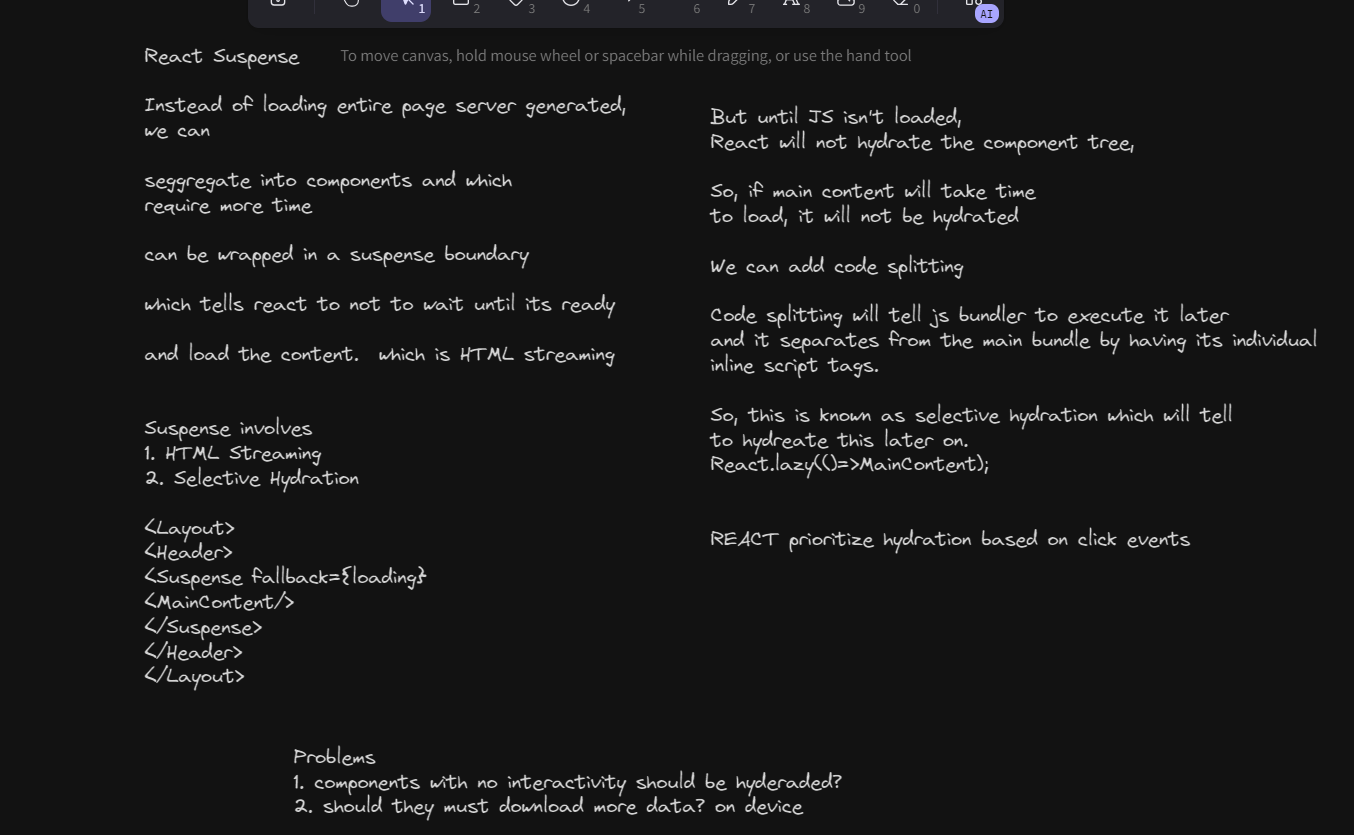 1 2 3 4 5 6 7 8 9 0 AI
React Suspense
To move canvas, hold mouse wheel or spacebar while dragging, or use the hand tool
Instead of loading entire page server generated,
we can
seggregate into components and which
require more time
can be wrapped in a suspense boundary
which tells react to not to wait until its ready
and load the content. which is HTML streaming
Suspense involves
1. HTML Streaming
2. Selective Hydration
<Layout>
<Header>
<Suspense fallback={loading}
<MainContent/>
</Suspense>
</Header>
</Layout>
But until JS isn't loaded,
React will not hydrate the component tree,
So, if main content will take time
to load, it will not be hydrated
We can add code splitting
Code splitting will tell js bundler to execute it later
and it separates from the main bundle by having its individual
inline script tags.
So, this is known as selective hydration which will tell
to hydreate this later on.
React.lazy(()=>MainContent);
REACT prioritize hydration based on click events
Problems
1. components with no interactivity should be hyderaded?
2. should they must download more data? on device